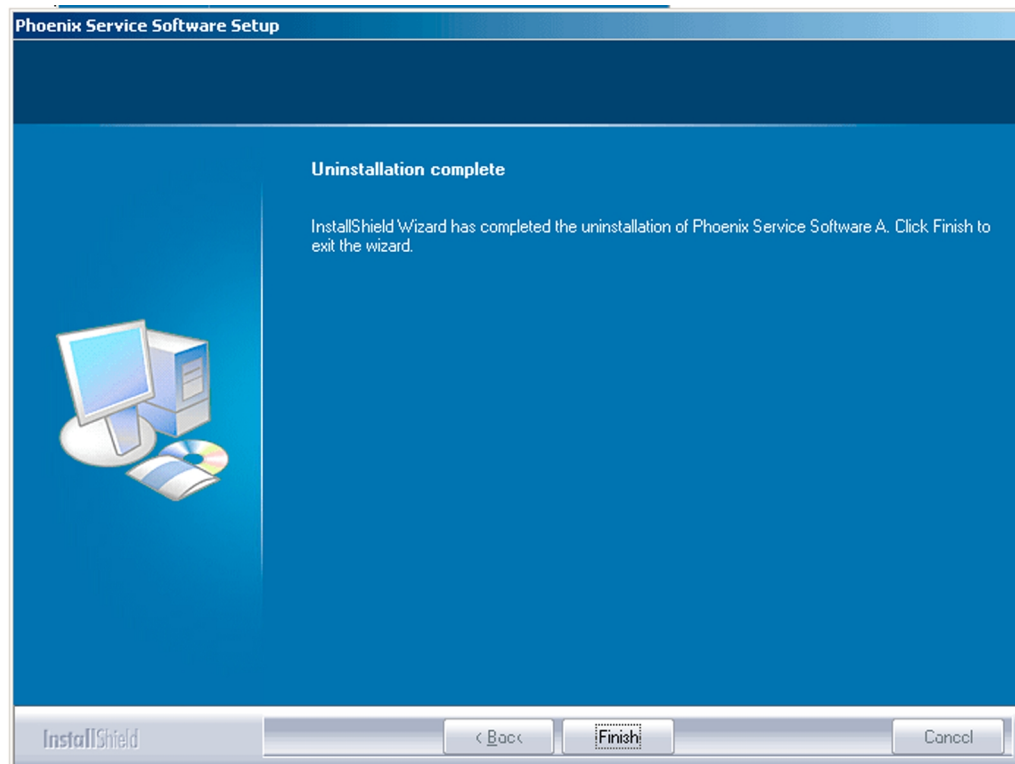 Phoenix Service Software Setup
Uninstallation complete
InstallShield Wizard has completed the uninstallation of Phoenix Service Software A. Click Finish to
exit the wizard.
InstallShield
< Back
Finish
Cancel